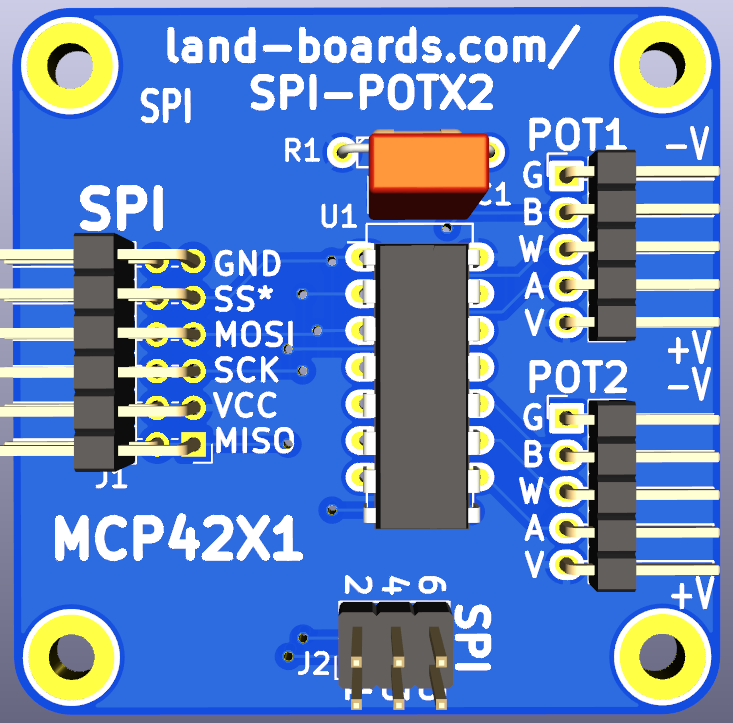 land-boards.com/
SPI-POTX2
SPI
R1
C1
U1
POT1
-V
G
B
W
A
V
+V
SPI
GND
SS*
MOSI
SCK
VCC
MISO
J1
POT2
-V
G
B
W
A
V
+V
MCP42X1
2 4 6
SPI
J2